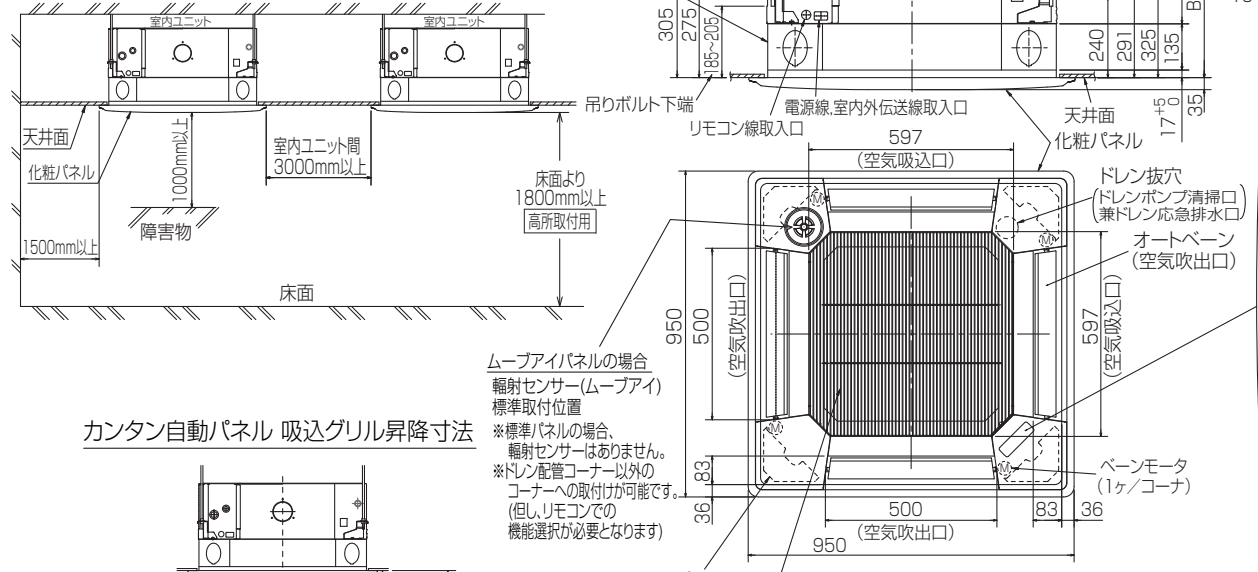 室内ユニット
室内ユニット
天井面
化粧パネル
1000mm以上
室内ユニット間
3000mm以上
障害物
1500mm以上
床面より
1800mm以上
高所取付用
床面
305
275
185~205
240
291
325
135
17+5 0
35
吊りボルト下端
電源線,室内外伝送線取入口
リモコン線取入口
天井面
化粧パネル
597
(空気吸込口)
ドレン抜穴
(ドレンポンプ清掃口
兼ドレン応急排水口)
オートベーン
(空気吹出口)
950
500
(空気吹出口)
597
(空気吸込口)
M
M
M
M
ムーブアイパネルの場合
輻射センサー(ムーブアイ)
標準取付位置
※標準パネルの場合、
輻射センサーはありません。
※ドレン配管コーナー以外の
コーナーへの取付けが可能です。
(但し、リモコンでの
機能選択が必要となります)
ベーンモータ
(1ヶ/コーナ)
83
36
500
(空気吹出口)
83
36
950
カンタン自動パネル 吸込グリル昇降寸法